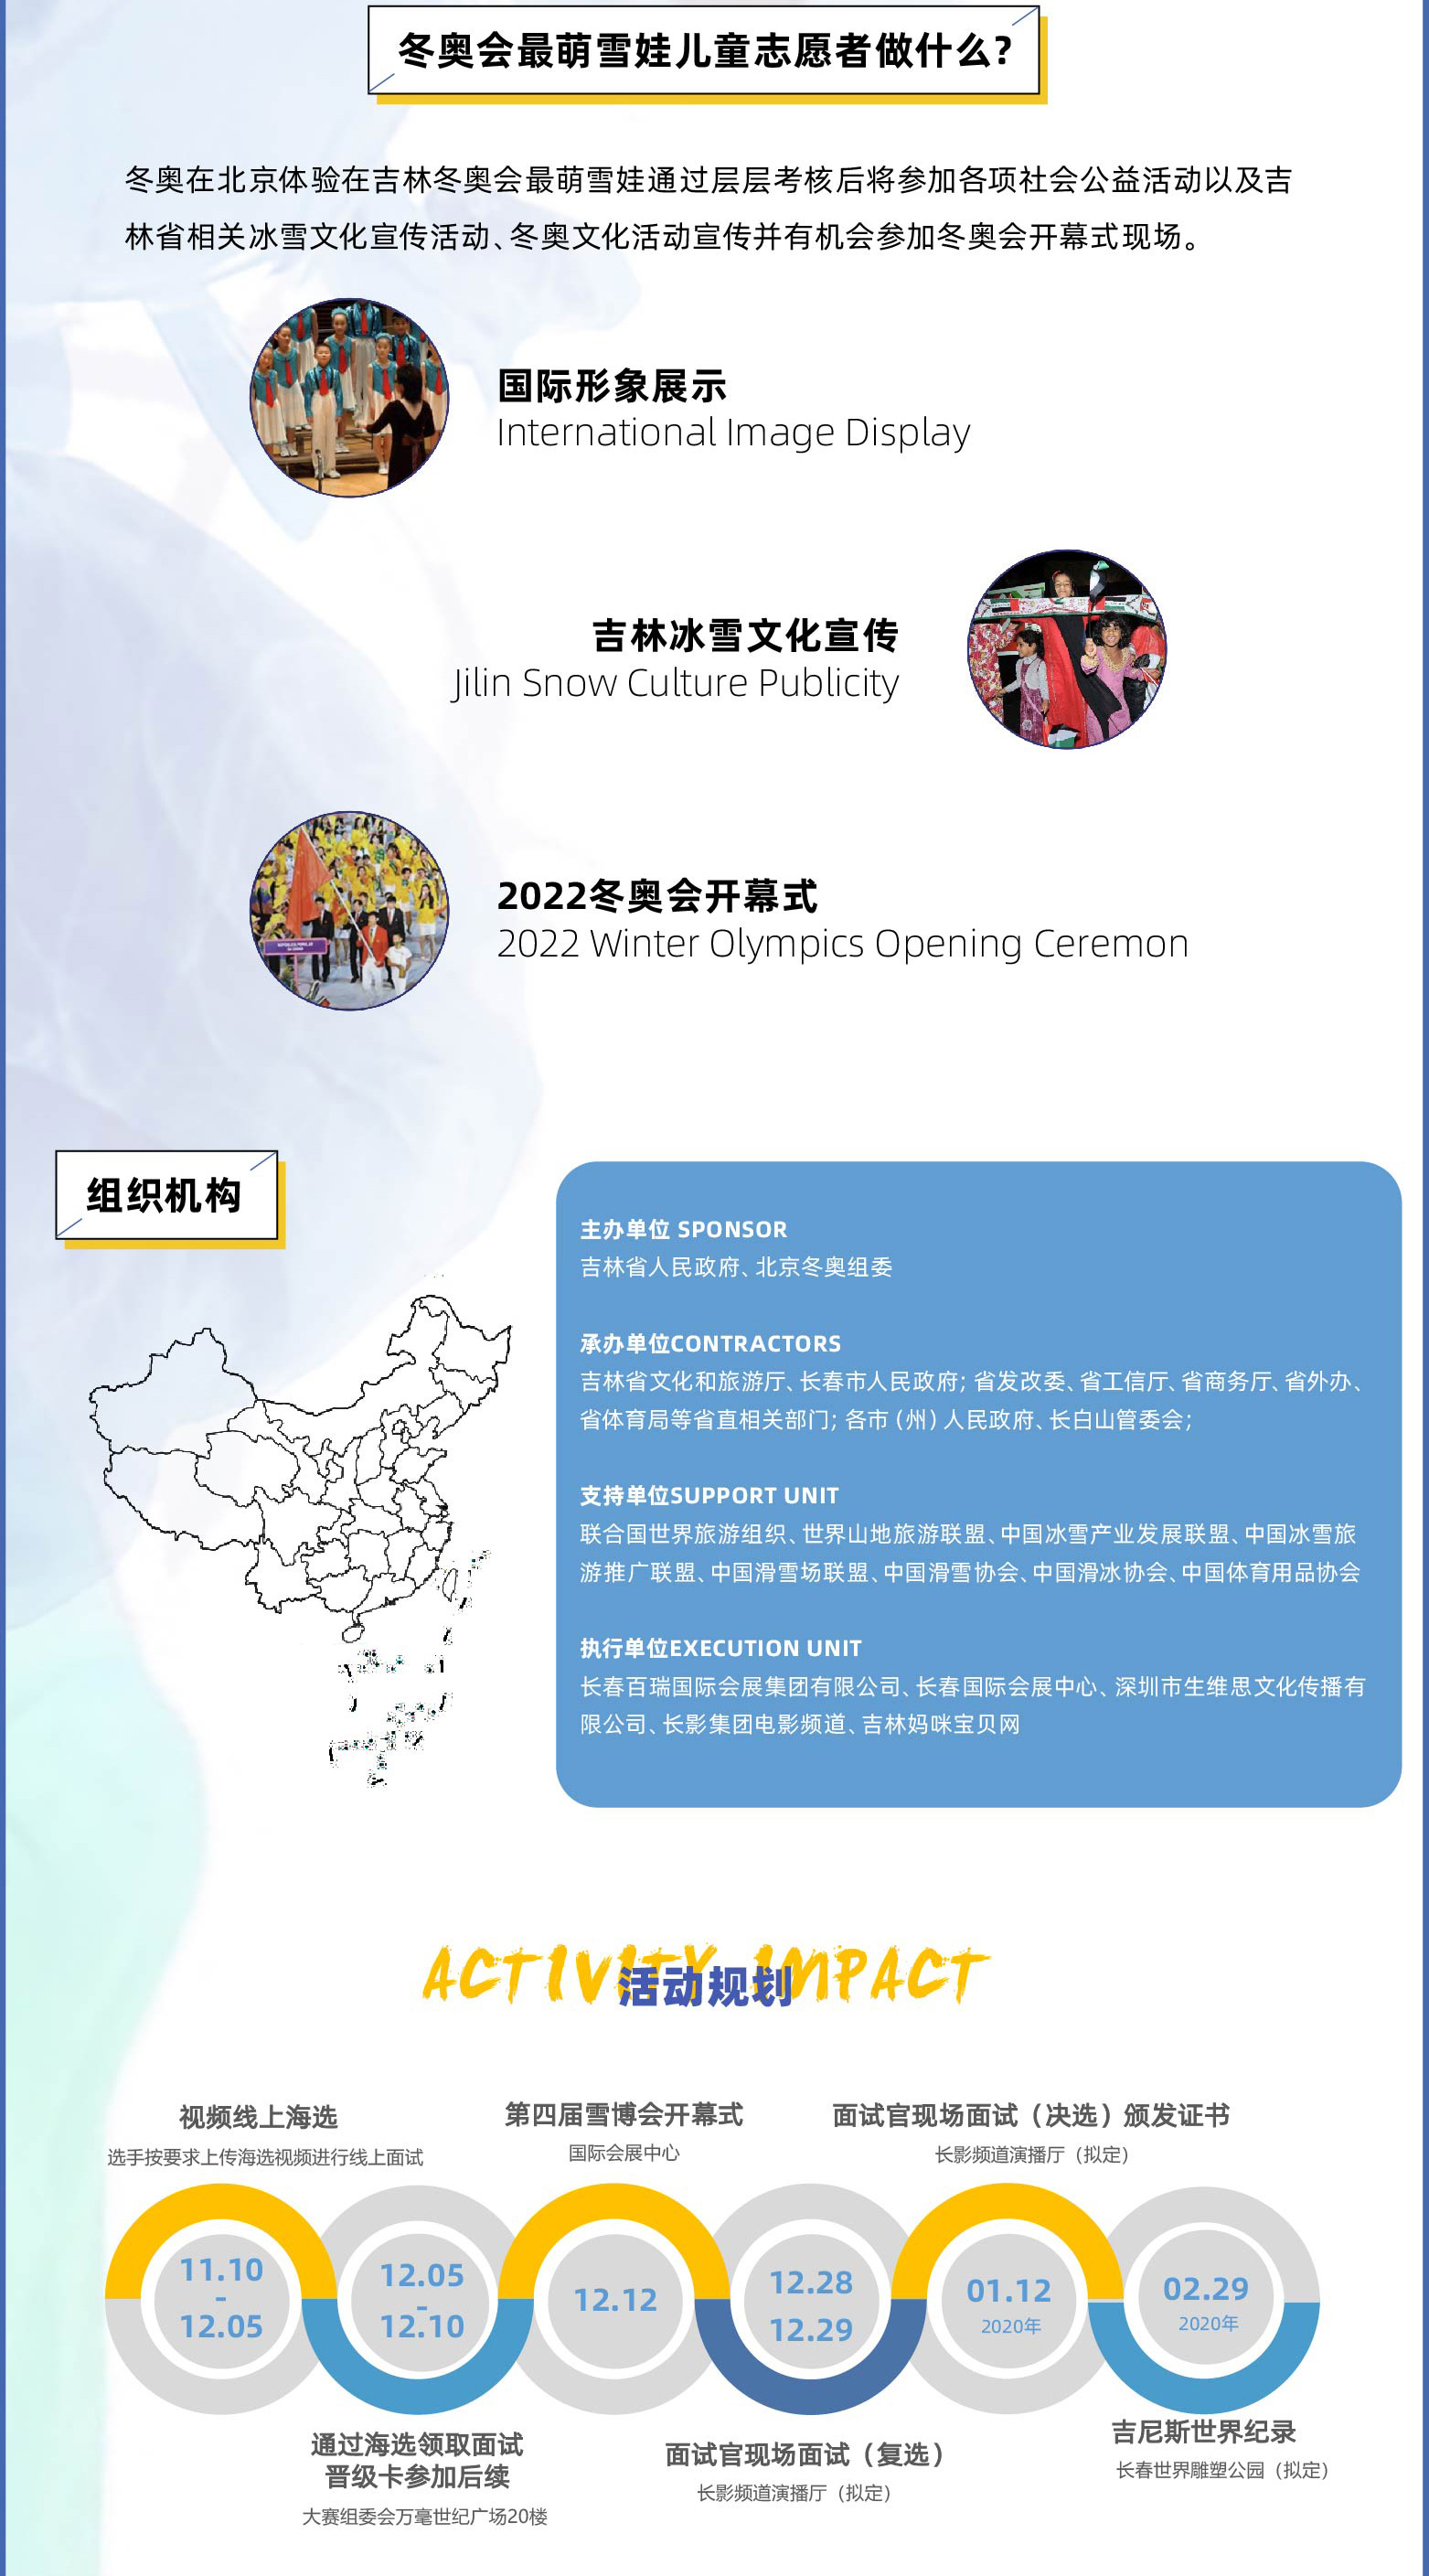 冬奥会最萌雪娃儿童志愿者做什么?
冬奥在北京体验在吉林冬奥会最萌雪娃通过层层考核后将参加各项社会公益活动以及吉
林省相关冰雪文化宣传活动、冬奥文化活动宣传并有机会参加冬奥会开幕式现场。
国际形象展示
International Image Display
吉林冰雪文化宣传
Jilin Snow Culture Publicity
2022冬奥会开幕式
2022 Winter Olympics Opening Ceremon
组织机构
主办单位 SPONSOR
吉林省人民政府、北京冬奥组委
承办单位CONTRACTORS
吉林省文化和旅游厅、长春市人民政府；省发改委、省工信厅、省商务厅、省外办、
省体育局等省直相关部门；各市（州）人民政府、长白山管委会；
支持单位SUPPORT UNIT
联合国世界旅游组织、世界山地旅游联盟、中国冰雪产业发展联盟、中国冰雪旅
游推广联盟、中国滑雪场联盟、中国滑雪协会、中国滑冰协会、中国体育用品协会
执行单位EXECUTION UNIT
长春百瑞国际会展集团有限公司、长春国际会展中心、深圳市生维思文化传播有
限公司、长影集团电影频道、吉林妈咪宝贝网
ACTIVITY IMPACT
活动规划
视频线上海选
选手按要求上传海选视频进行线上面试
第四届雪博会开幕式
国际会展中心
面试官现场面试（决选）颁发证书
长影频道演播厅（拟定）
11.10
-
12.05
12.05
-
12.10
12.12
12.28
12.29
01.12
2020年
02.29
2020年
通过海选领取面试
晋级卡参加后续
大赛组委会万毫世纪广场20楼
面试官现场面试（复选）
长影频道演播厅（拟定）
吉尼斯世界纪录
长春世界雕塑公园（拟定）